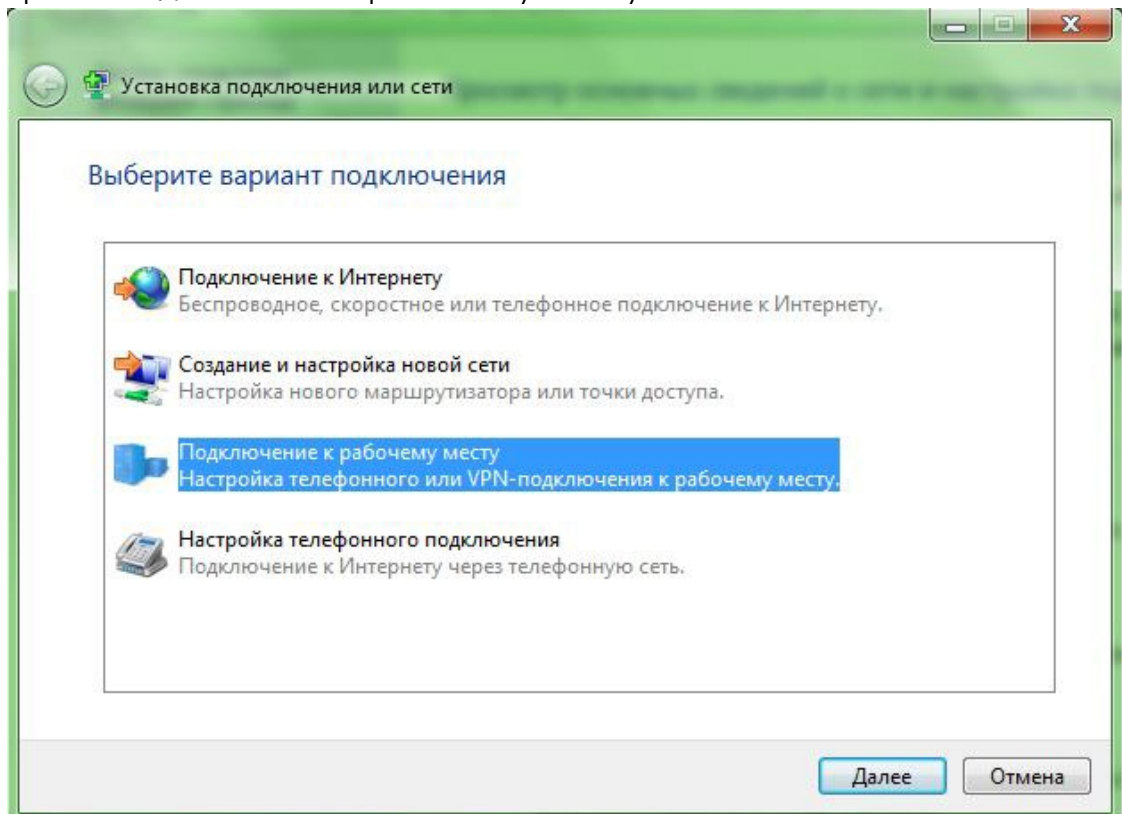 Установка подключения или сети
Выберите вариант подключения
Подключение к Интернету
Беспроводное, скоростное или телефонное подключение к Интернету.
Создание и настройка новой сети
Настройка нового маршрутизатора или точки доступа.
Подключение к рабочему месту
Настройка телефонного или VPN-подключения к рабочему месту.
Настройка телефонного подключения
Подключение к Интернету через телефонную сеть.
Далее
Отмена